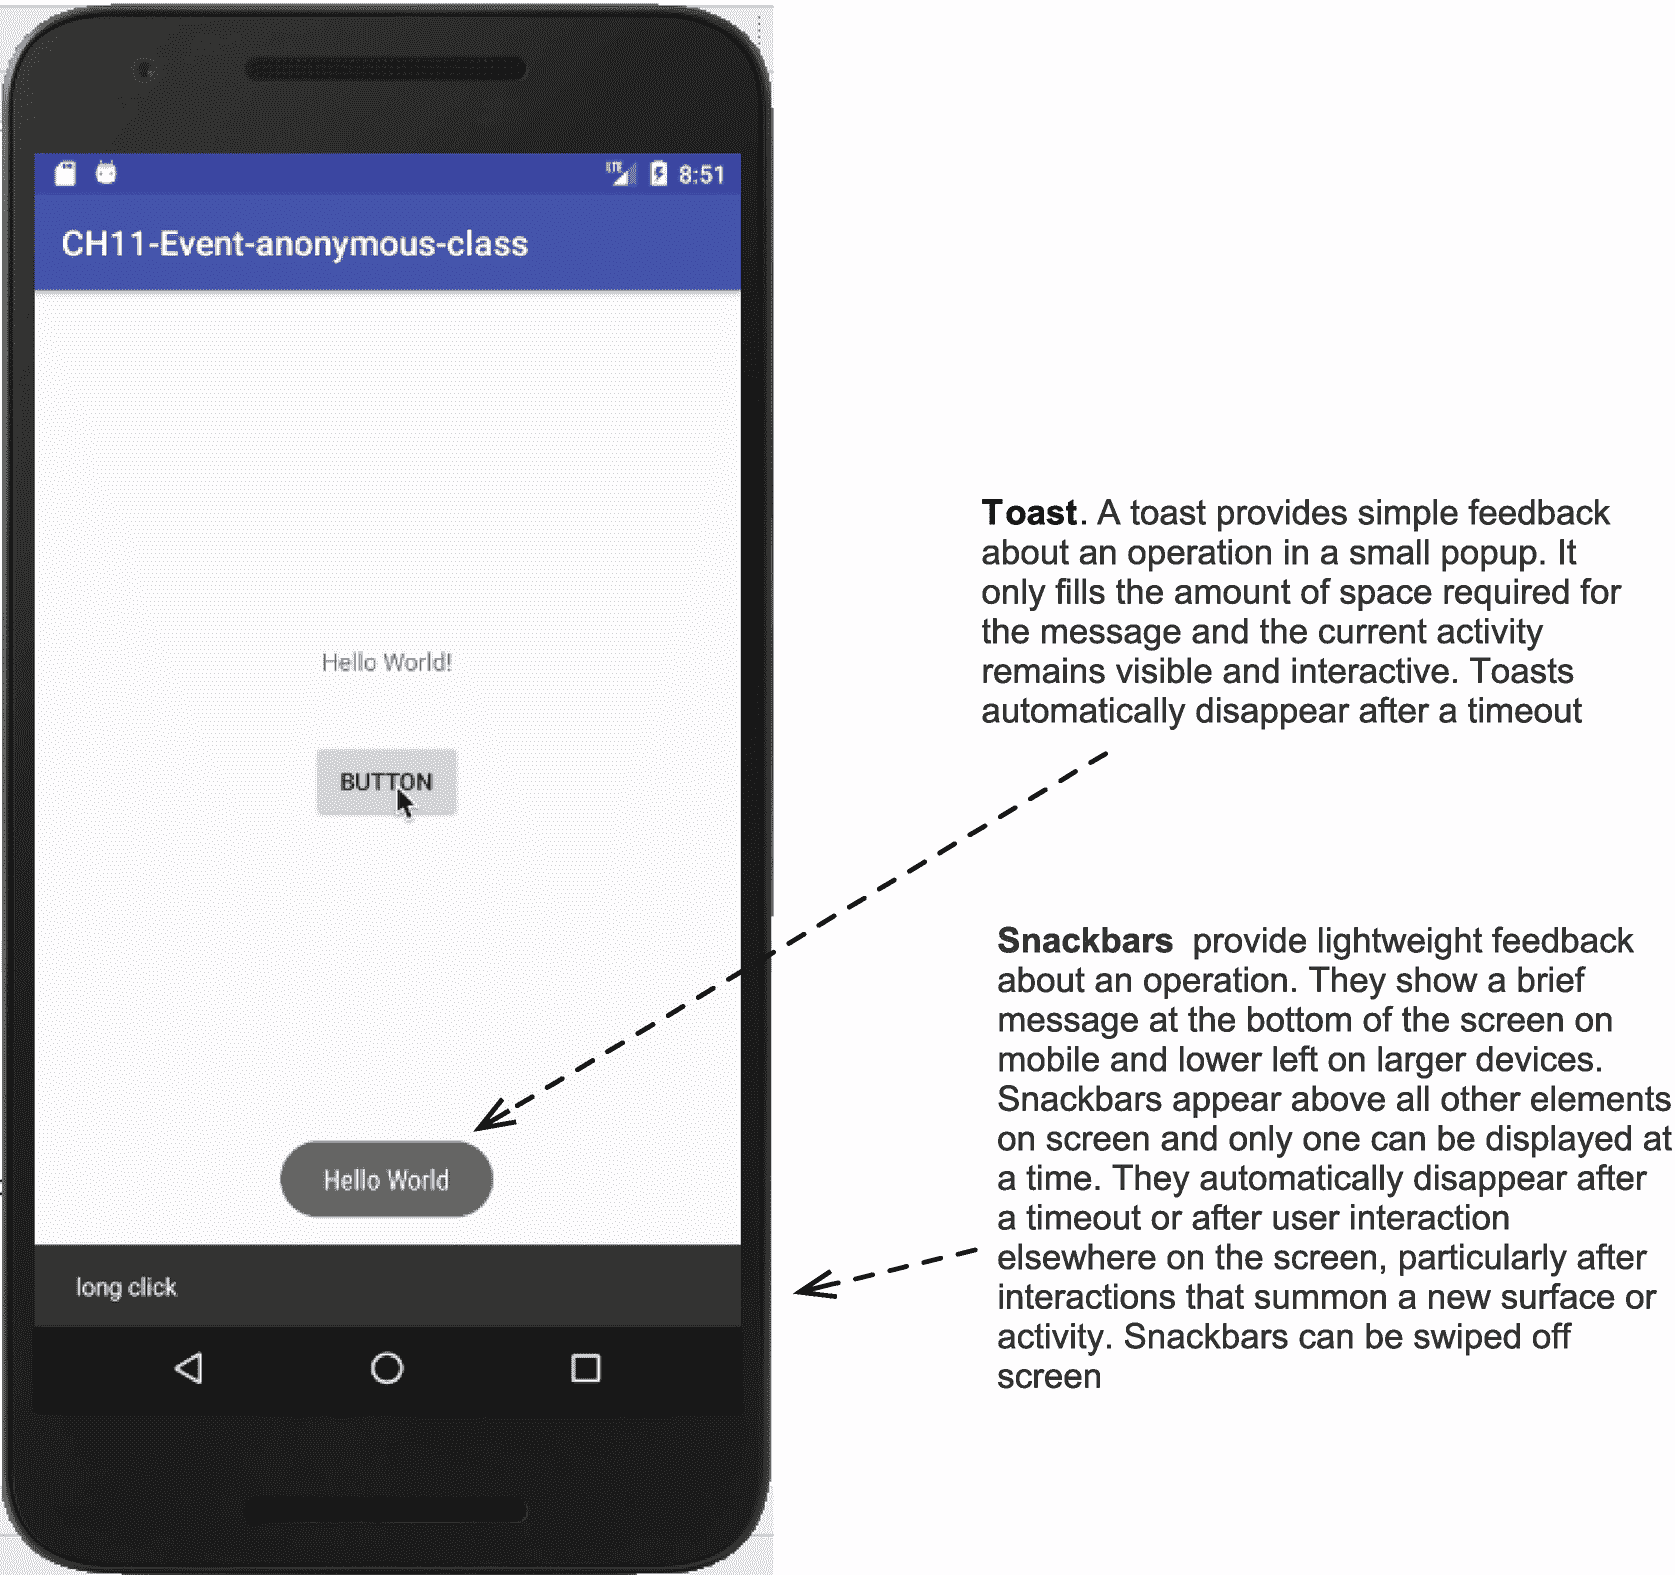 LTE 8:51
CH11-Event-anonymous-class
Hello World!
BUTTON
Hello World
long click
Toast. A toast provides simple feedback
about an operation in a small popup. It
only fills the amount of space required for
the message and the current activity
remains visible and interactive. Toasts
automatically disappear after a timeout
Snackbars provide lightweight feedback
about an operation. They show a brief
message at the bottom of the screen on
mobile and lower left on larger devices.
Snackbars appear above all other elements
on screen and only one can be displayed at
a time. They automatically disappear after
a timeout or after user interaction
elsewhere on the screen, particularly after
interactions that summon a new surface or
activity. Snackbars can be swiped off
screen